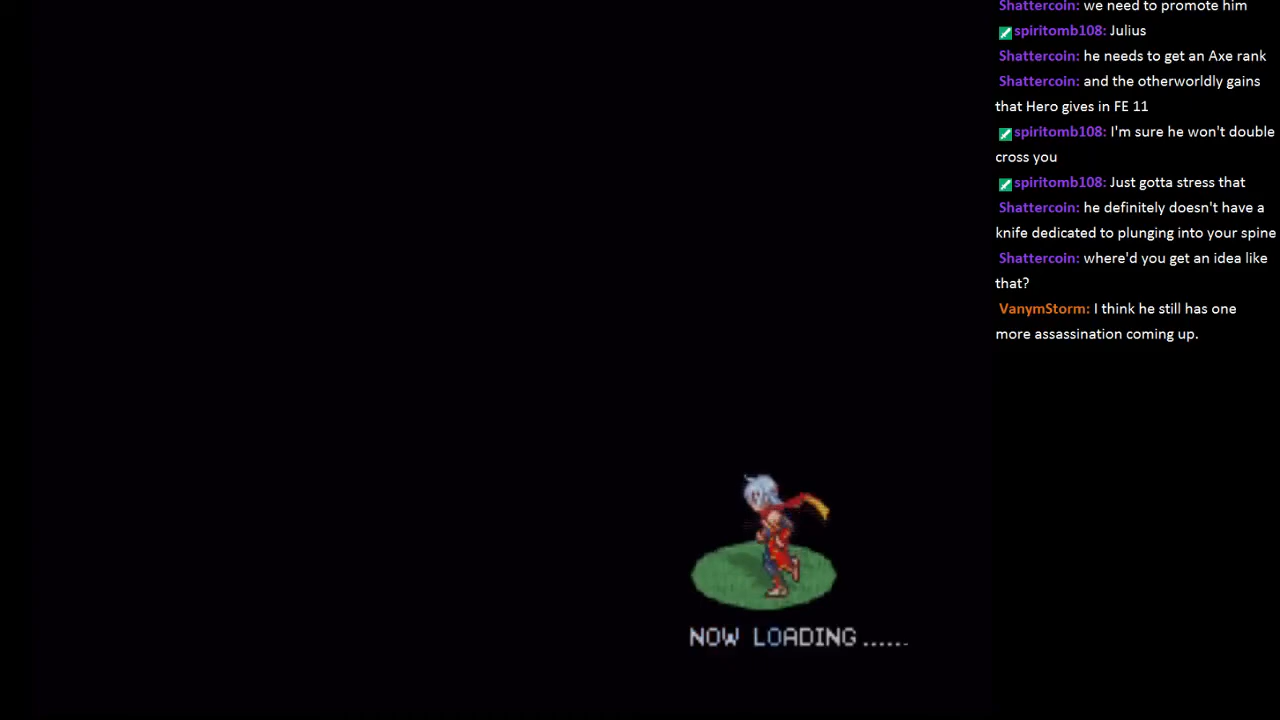 Shattercoin: we need to promote him
spiritomb108: Julius
Shattercoin: he needs to get an Axe rank
Shattercoin: and the otherworldly gains
that Hero gives in FE 11
spiritomb108: I'm sure he won't double
cross you
spiritomb108: Just gotta stress that
Shattercoin: he definitely doesn't have a
knife dedicated to plunging into your spine
Shattercoin: where'd you get an idea like
that?
VanymStorm: I think he still has one
more assassination coming up.
NOW LOADING......